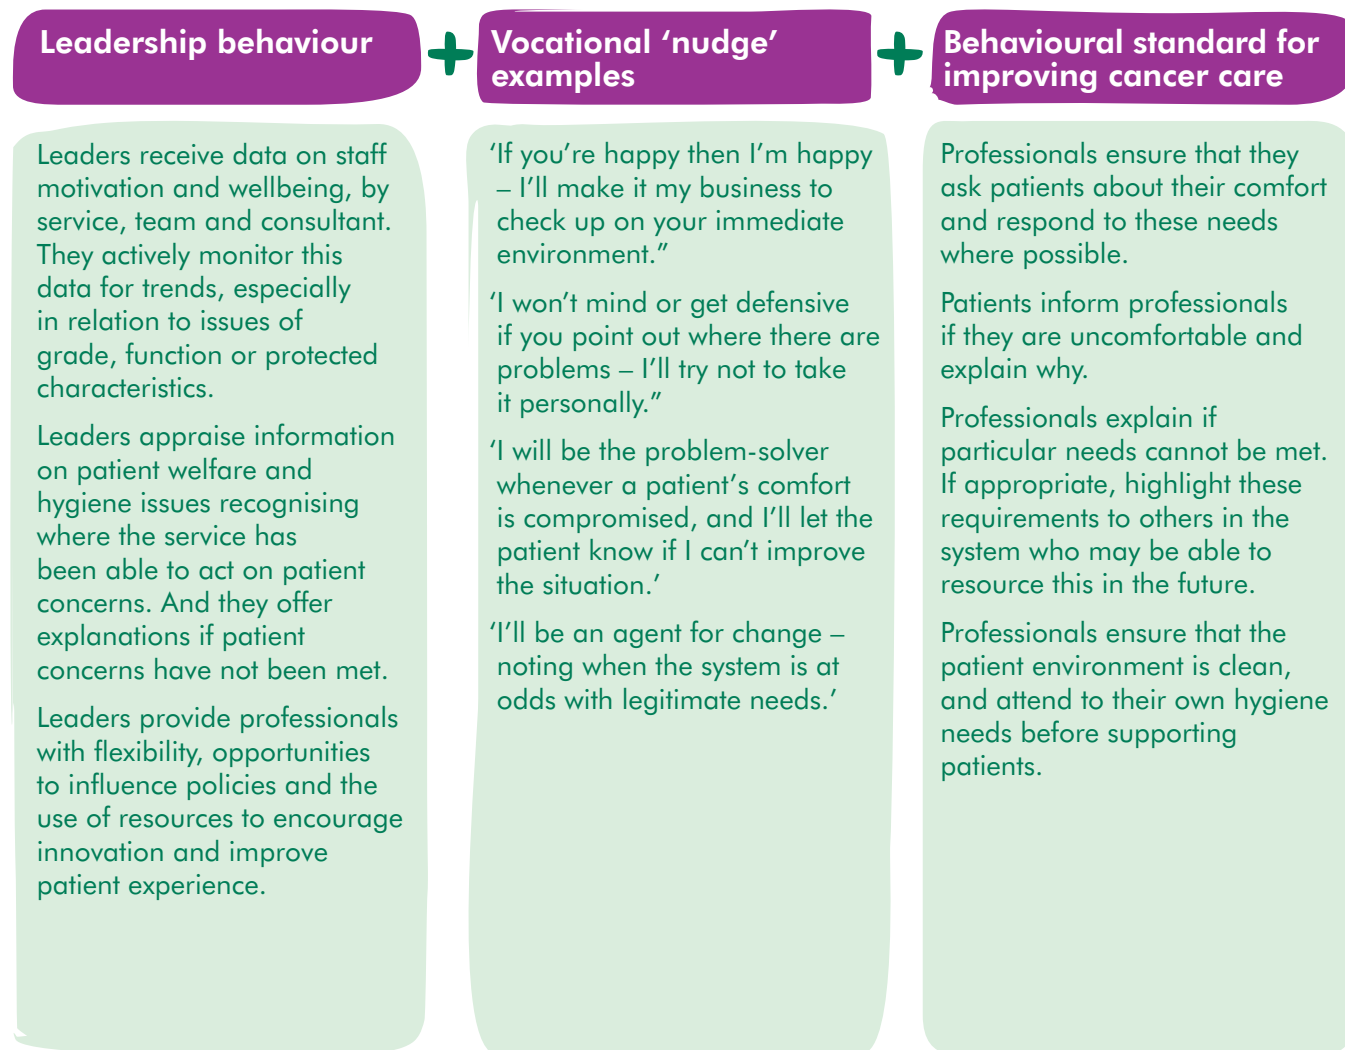 Leadership behaviour
Leaders receive data on staff
motivation and wellbeing, by
service, team and consultant.
They actively monitor this
data for trends, especially
in relation to issues of
grade, function or protected
characteristics.
Leaders appraise information
on patient welfare and
hygiene issues recognising
where the service has
been able to act on patient
concerns. And they offer
explanations if patient
concerns have not been met.
Leaders provide professionals
with flexibility, opportunities
to influence policies and the
use of resources to encourage
innovation and improve
patient experience.
+
Vocational ‘nudge’
examples
‘If you’re happy then I’m happy
– I’ll make it my business to
check up on your immediate
environment.”
‘I won’t mind or get defensive
if you point out where there are
problems – I’ll try not to take
it personally.”
‘I will be the problem-solver
whenever a patient’s comfort
is compromised, and I’ll let the
patient know if I can’t improve
the situation.’
‘I’ll be an agent for change –
noting when the system is at
odds with legitimate needs.’
+
Behavioural standard for
improving cancer care
Professionals ensure that they
ask patients about their comfort
and respond to these needs
where possible.
Patients inform professionals
if they are uncomfortable and
explain why.
Professionals explain if
particular needs cannot be met.
If appropriate, highlight these
requirements to others in the
system who may be able to
resource this in the future.
Professionals ensure that the
patient environment is clean,
and attend to their own hygiene
needs before supporting
patients.